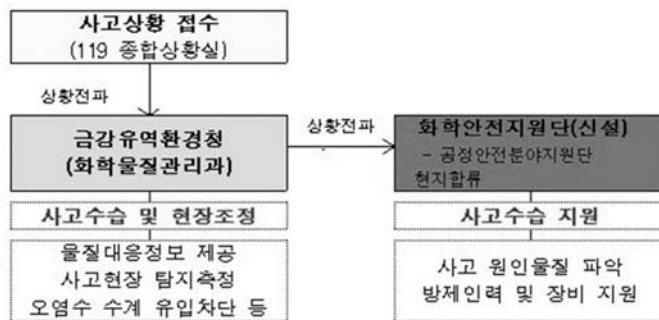 사고상황 접수
(119 종합상황실)
상황전파
금강유역환경청
(화학물질관리과)
상황전파
화학안전지원단(신설)
- 공정안전분야지원단
현지합류
사고수습 및 현장조정
사고수습 지원
물질대응정보 제공
사고현장 탐지측정
오염수 수계 유입차단 등
사고 원인물질 파악
방제인력 및 장비 지원